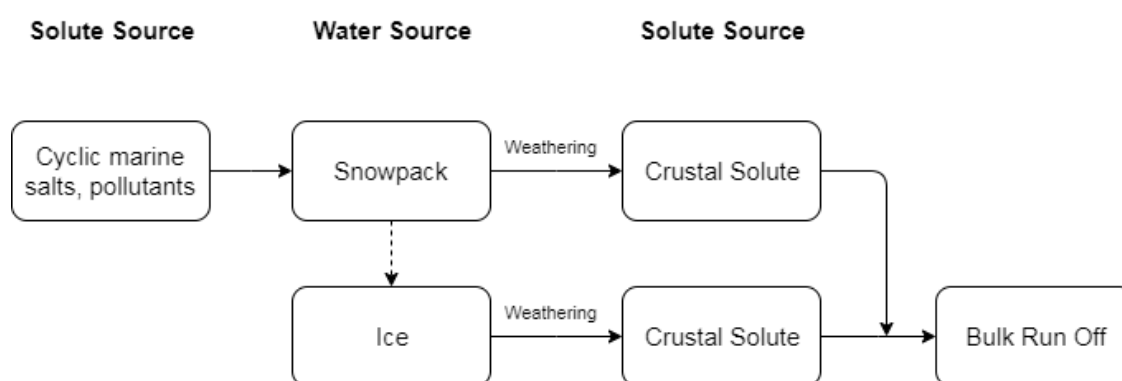 Solute Source
Water Source
Solute Source
Cyclic marine
salts, pollutants
Snowpack
Weathering
Crustal Solute
Ice
Weathering
Crustal Solute
Bulk Run Off